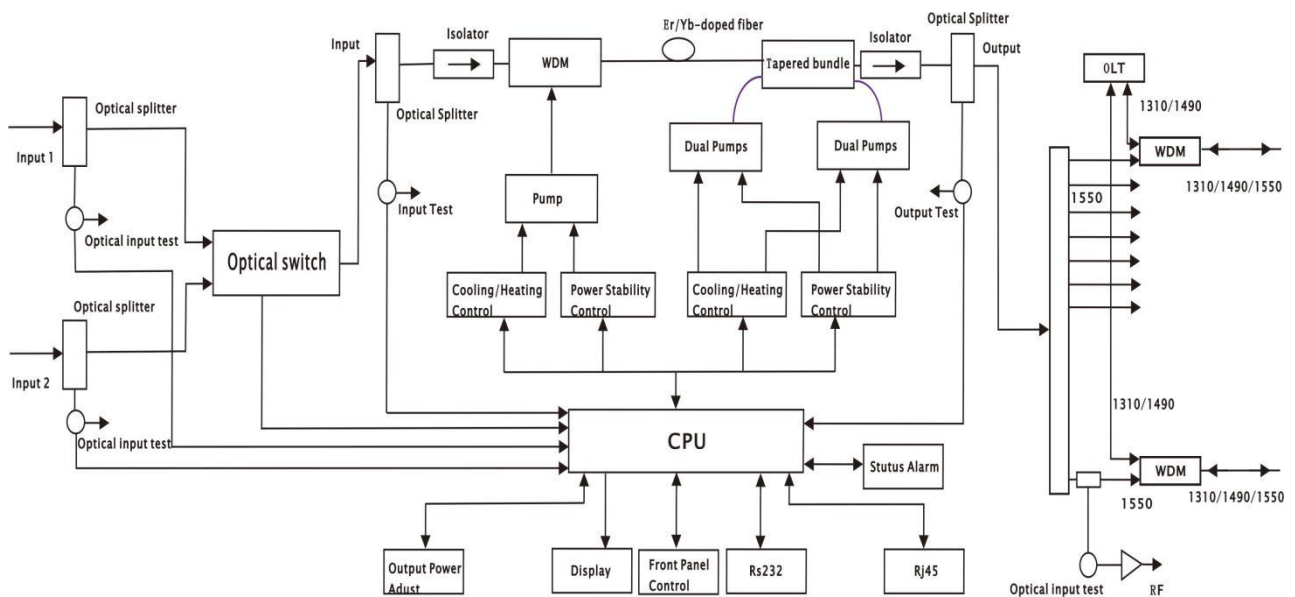 Er/Yb-doped fiber
Optical Splitter
Input
Isolator
WDM
Tapered bundle
Isolator
Output
OLT
Optical splitter
Optical Splitter
1310/1490
Input 1
Dual Pumps
Dual Pumps
WDM
1310/1490/1550
Pump
Input Test
Output Test
1550
Optical input test
Optical switch
Cooling/Heating
Control
Power Stability
Control
Cooling/Heating
Control
Power Stability
Control
Optical splitter
Input 2
1310/1490
Optical input test
CPU
Stutus Alarm
WDM
1550
1310/1490/1550
Output Power
Adust
Display
Front Panel
Control
Rs232
Rj45
Optical input test
RF